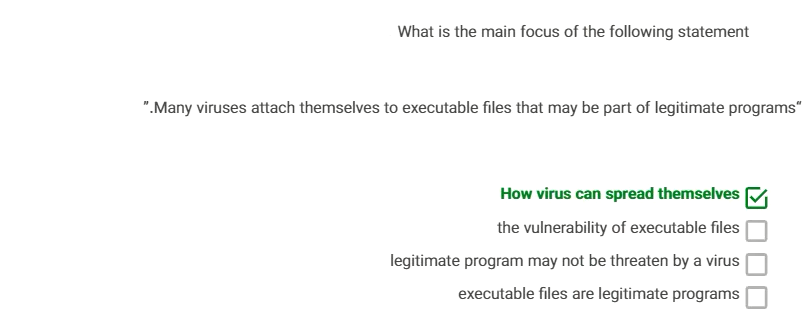 What is the main focus of the following statement
".Many viruses attach themselves to executable files that may be part of legitimate programs"
How virus can spread themselves
the vulnerability of executable files
legitimate program may not be threaten by a virus
executable files are legitimate programs